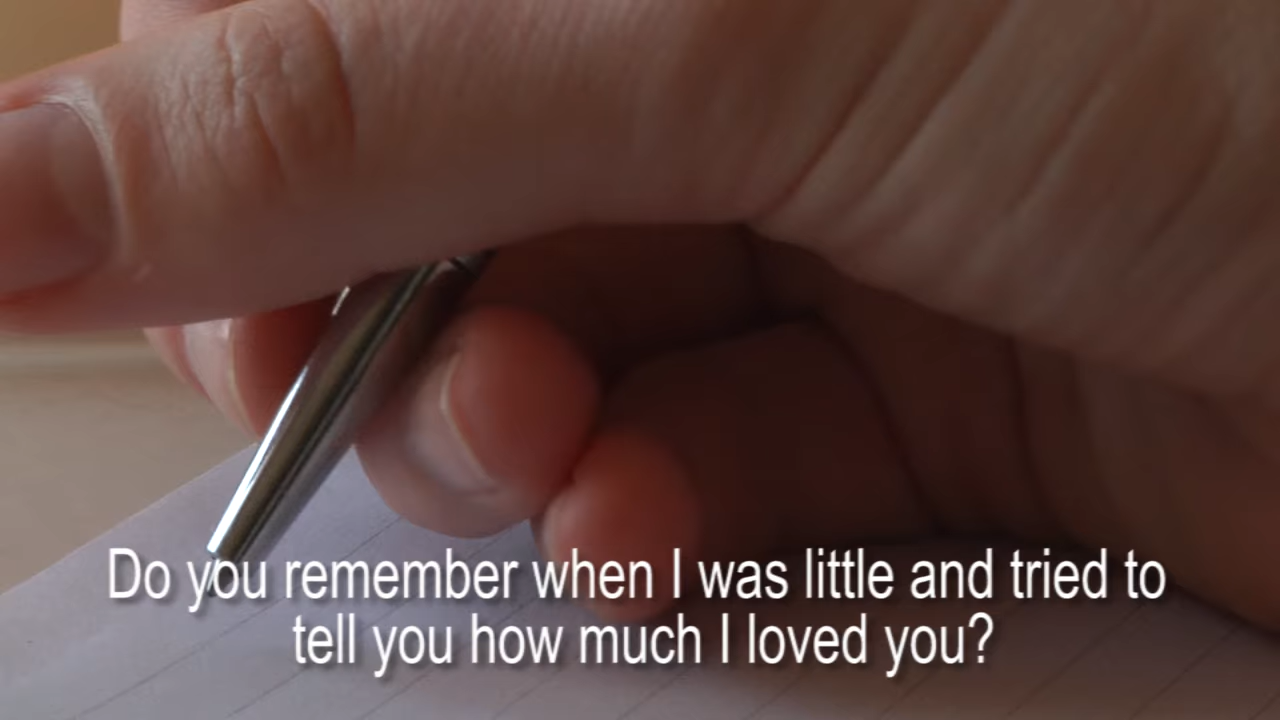 Do you remember when I was little and tried to
tell you how much I loved you?